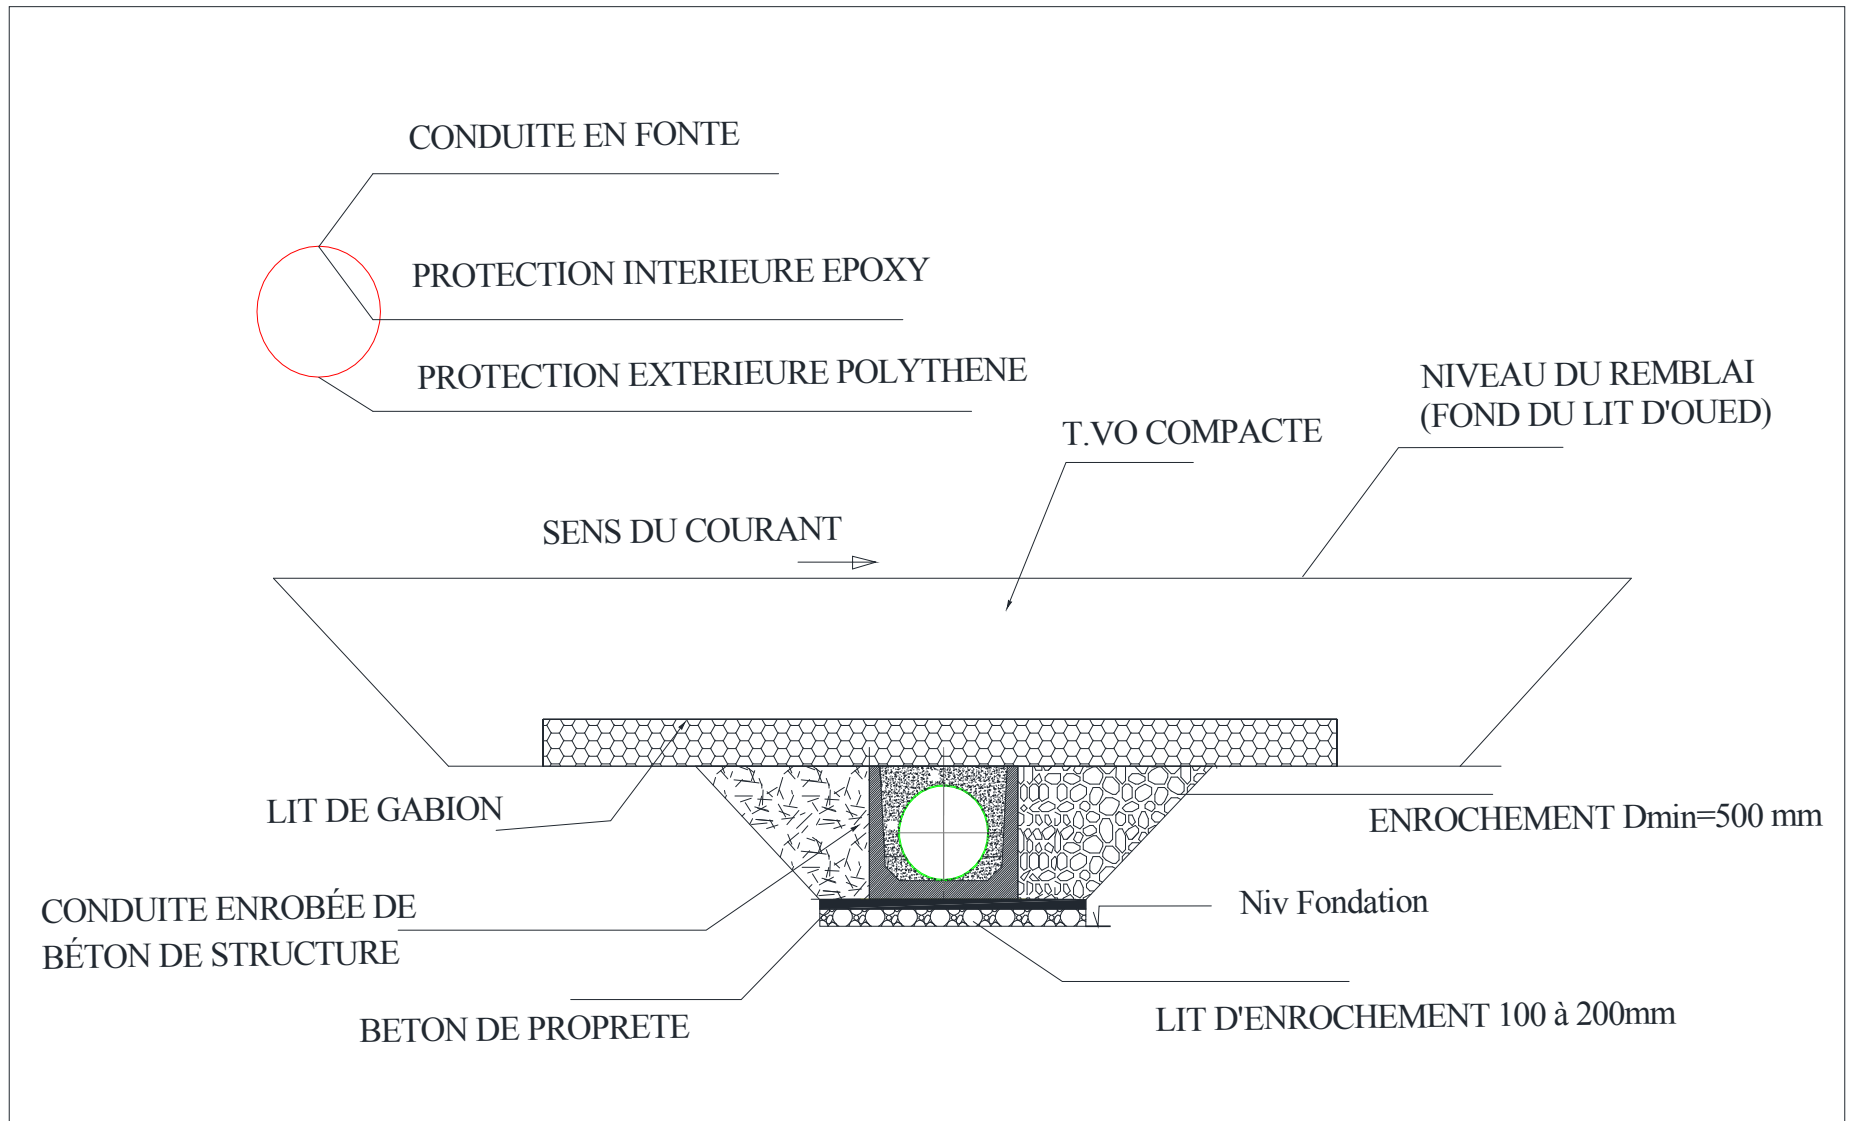 CONDUITE EN FONTE
PROTECTION INTERIEURE EPOXY
PROTECTION EXTERIEURE POLYTHENE
NIVEAU DU REMBLAI
(FOND DU LIT D'OUED)
T.VO COMPACTE
SENS DU COURANT
LIT DE GABION
ENROCHEMENT Dmin=500 mm
CONDUITE ENROBÉE DE
BÉTON DE STRUCTURE
Niv Fondation
BETON DE PROPRETE
LIT D'ENROCHEMENT 100 à 200mm